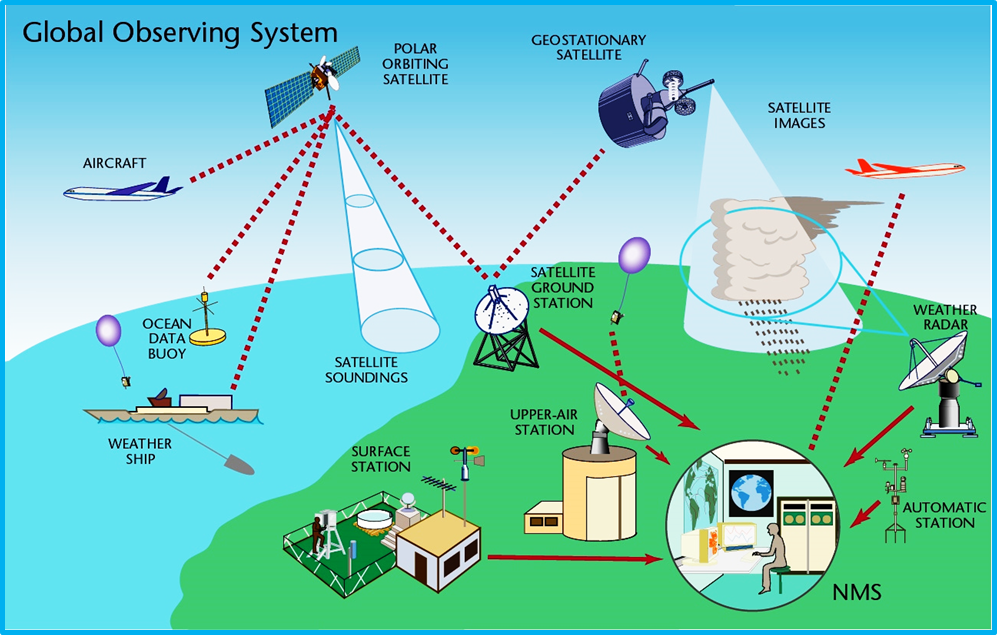 Global Observing System
POLAR
ORBITING
SATELLITE
GEOSTATIONARY
SATELLITE
SATELLITE
IMAGES
AIRCRAFT
SATELLITE
GROUND
STATION
OCEAN
DATA
BUOY
WEATHER
RADAR
SATELLITE
SOUNDINGS
UPPER-AIR
STATION
WEATHER
SHIP
SURFACE
STATION
AUTOMATIC
STATION
NMS